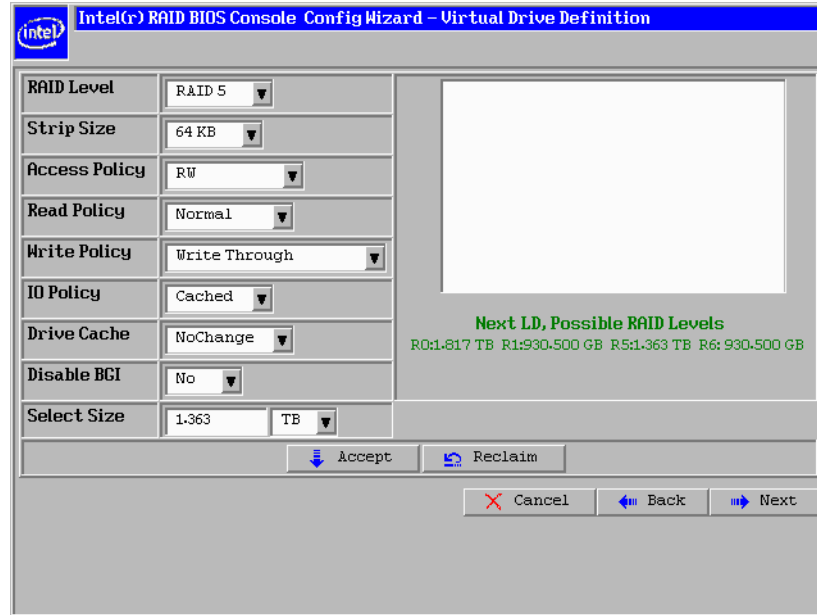 intel
Intel(r) RAID BIOS Console Config Wizard - Virtual Drive Definition
RAID Level RAID 5
Strip Size 64 KB
Access Policy RW
Read Policy Normal
Write Policy Write Through
IO Policy Cached
Drive Cache NoChange
Disable BGI No
Select Size 1.363 TB
Next LD, Possible RAID Levels
R0:1.817 TB R1:930.500 GB R5:1.363 TB R6: 930.500 GB
Accept Reclaim
Cancel Back Next